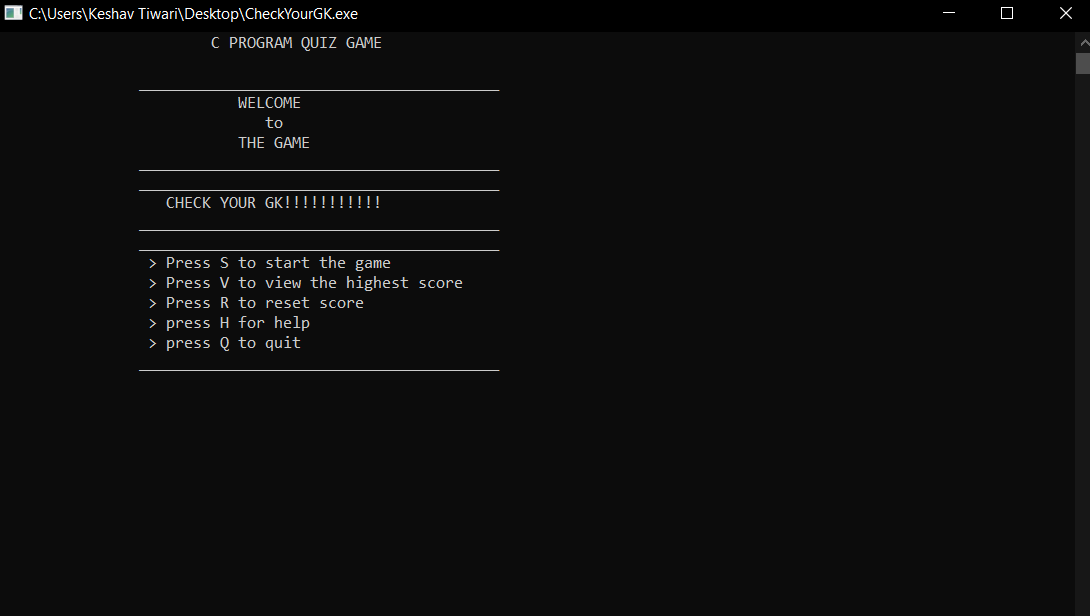 C:\Users\Keshav Tiwari\Desktop\CheckYourGK.exe
C PROGRAM QUIZ GAME
WELCOME
to
THE GAME
CHECK YOUR GK!!!!!!!!!!!
> Press S to start the game
> Press V to view the highest score
> Press R to reset score
> press H for help
> press Q to quit